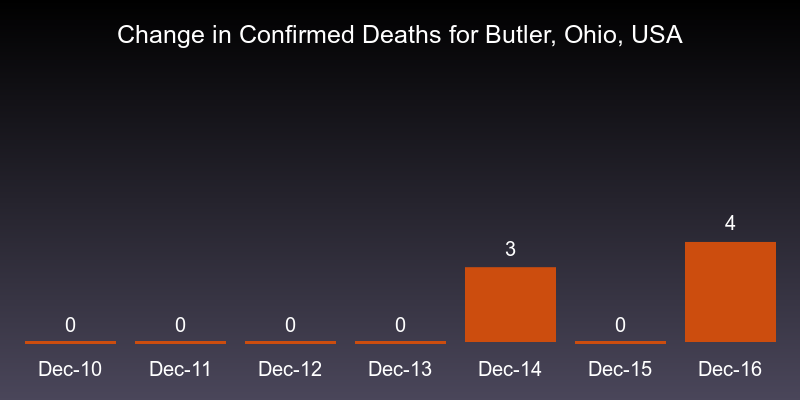 Change in Confirmed Deaths for Butler, Ohio, USA
4
3
0 0 0 0 0
Dec-10 Dec-11 Dec-12 Dec-13 Dec-14 Dec-15 Dec-16